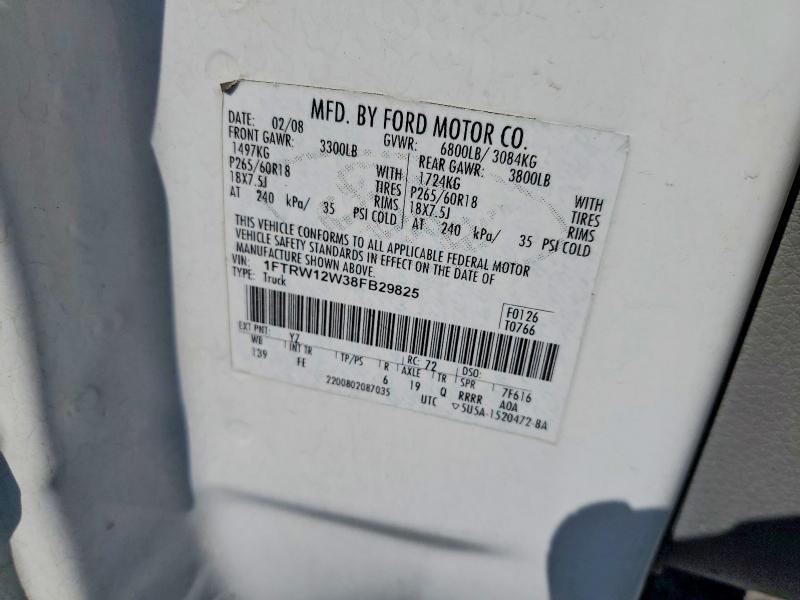 MFD. BY FORD MOTOR CO.
DATE: 02/08 GVWR: 6800LB/ 3084KG
FRONT GAWR: 3300LB REAR GAWR: 3800LB
1497KG WITH 1724KG WITH
P265/60R18 TIRES P265/60R18 TIRES
18X7.5J RIMS 18X7.5J RIMS
AT 240 kPa/ 35 PSI COLD AT 240 kPa/ 35 PSI COLD
THIS VEHICLE CONFORMS TO ALL APPLICABLE FEDERAL MOTOR
VEHICLE SAFETY STANDARDS IN EFFECT ON THE DATE OF
MANUFACTURE SHOWN ABOVE.
VIN: 1FTRW12W38FB29825
TYPE: Truck
F0126
T0766
EXT PNT: YZ RC: 72 DSO:
WB INT TR TP/PS R AXLE TR SPR 7F616
139 FE 6 19 Q RRRR A0A
2200802087035 UTC ▽5U5A-1520472-BA